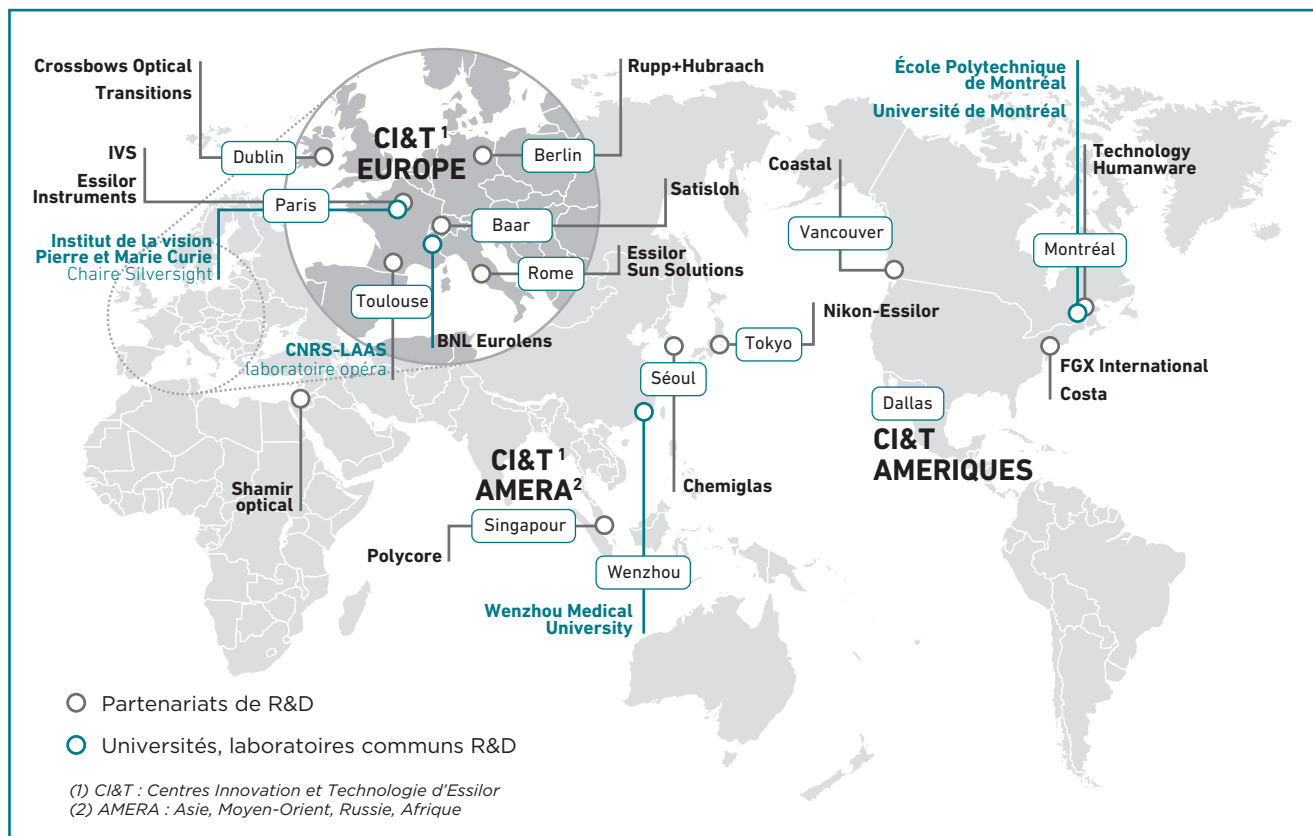 Crossbows Optical
Transitions
Dublin
IVS
Essilor
Instruments
Paris
Institut de la vision
Pierre et Marie Curie
Chaire Silversight
CI&T 1
EUROPE
Rupp+Hubraach
Berlin
Satisloh
Baar
Essilor
Sun Solutions
Rome
Toulouse
CNRS-LAAS
laboratoire opéra
BNL Eurolens
Nikon-Essilor
Tokyo
Séoul
Chemiglas
Shamir
optical
CI&T 1
AMERA2
Singapour
Polycore
Wenzhou
Wenzhou Medical
University
École Polytechnique
de Montréal
Université de Montréal
Technology
Humanware
Montréal
Coastal
Vancouver
FGX International
Costa
Dallas
CI&T
AMERIQUES
Partenariats de R&D
Universités, laboratoires communs R&D
(1) CI&T : Centres Innovation et Technologie d'Essilor
(2) AMERA : Asie, Moyen-Orient, Russie, Afrique